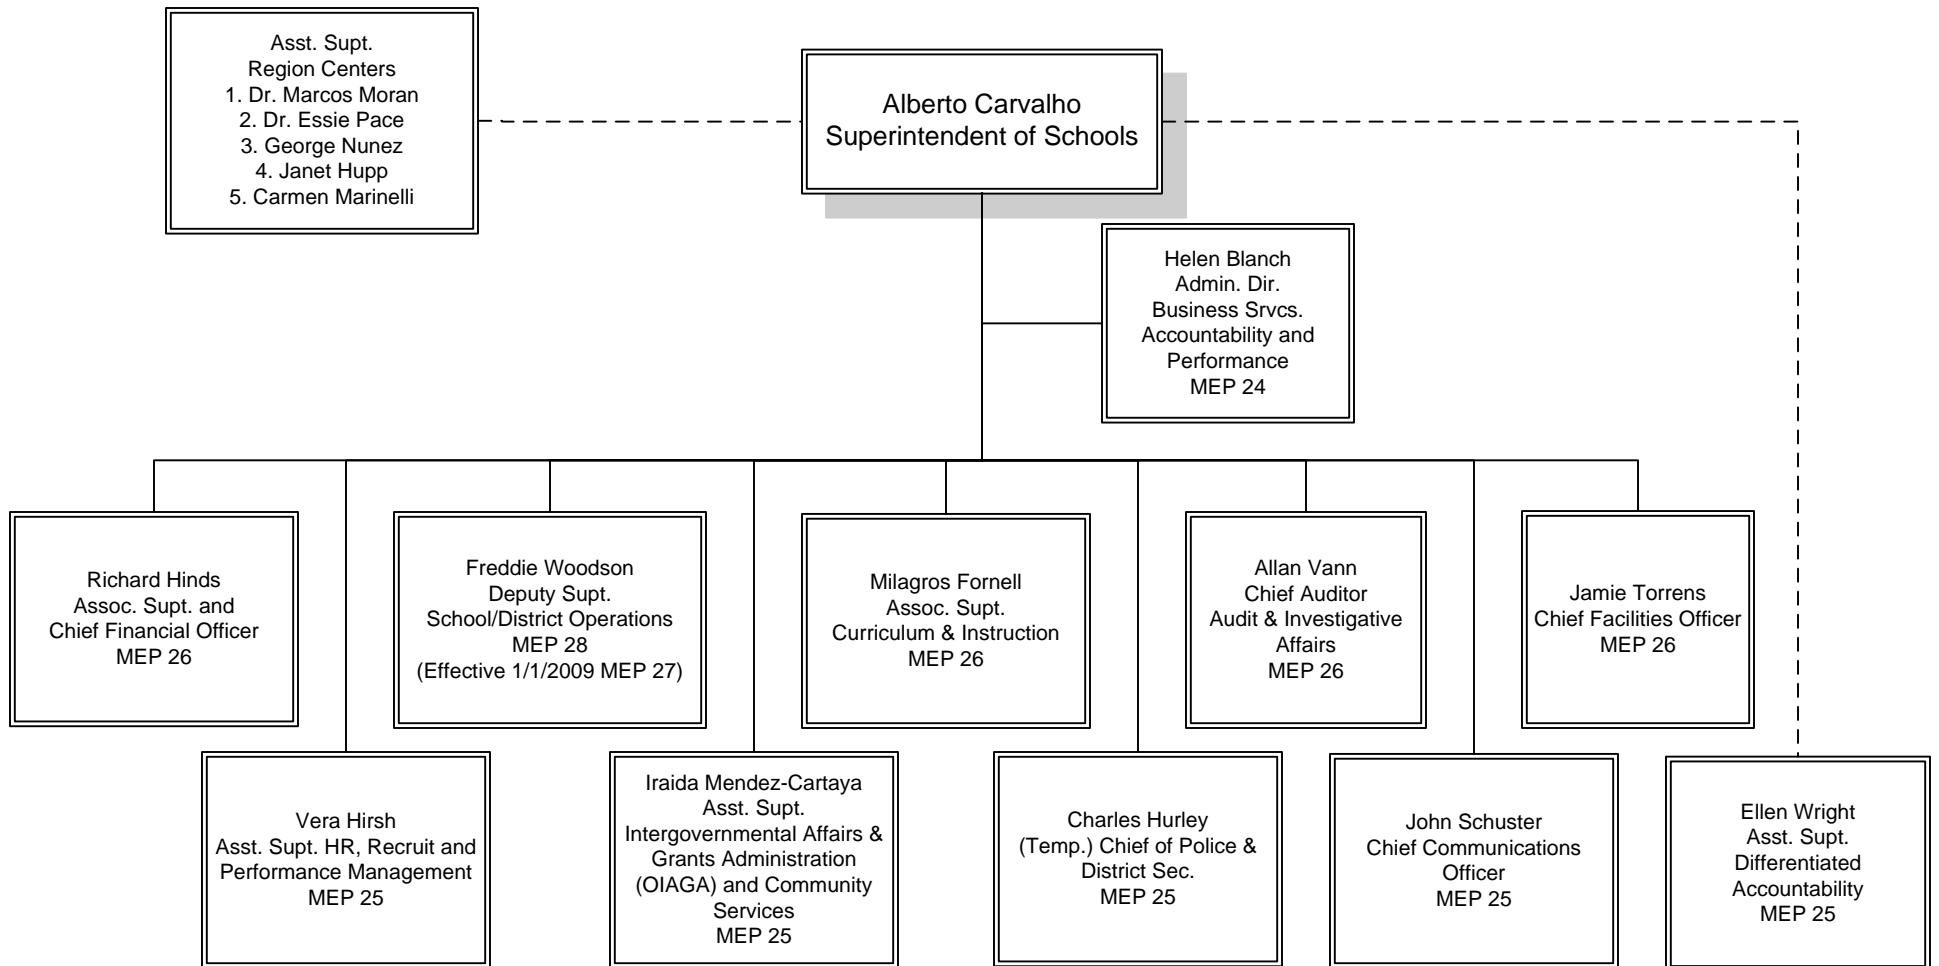 Asst. Supt.
Region Centers
1. Dr. Marcos Moran
2. Dr. Essie Pace
3. George Nunez
4. Janet Hupp
5. Carmen Marinelli
Alberto Carvalho
Superintendent of Schools
Helen Blanch
Admin. Dir.
Business Srvcs.
Accountability and
Performance
MEP 24
Richard Hinds
Assoc. Supt. and
Chief Financial Officer
MEP 26
Freddie Woodson
Deputy Supt.
School/District Operations
MEP 28
(Effective 1/1/2009 MEP 27)
Milagros Fornell
Assoc. Supt.
Curriculum & Instruction
MEP 26
Allan Vann
Chief Auditor
Audit & Investigative
Affairs
MEP 26
Jamie Torrens
Chief Facilities Officer
MEP 26
Vera Hirsh
Asst. Supt. HR, Recruit and
Performance Management
MEP 25
Iraida Mendez-Cartaya
Asst. Supt.
Intergovernmental Affairs &
Grants Administration
(OIAGA) and Community
Services
MEP 25
Charles Hurley
(Temp.) Chief of Police &
District Sec.
MEP 25
John Schuster
Chief Communications
Officer
MEP 25
Ellen Wright
Asst. Supt.
Differentiated
Accountability
MEP 25